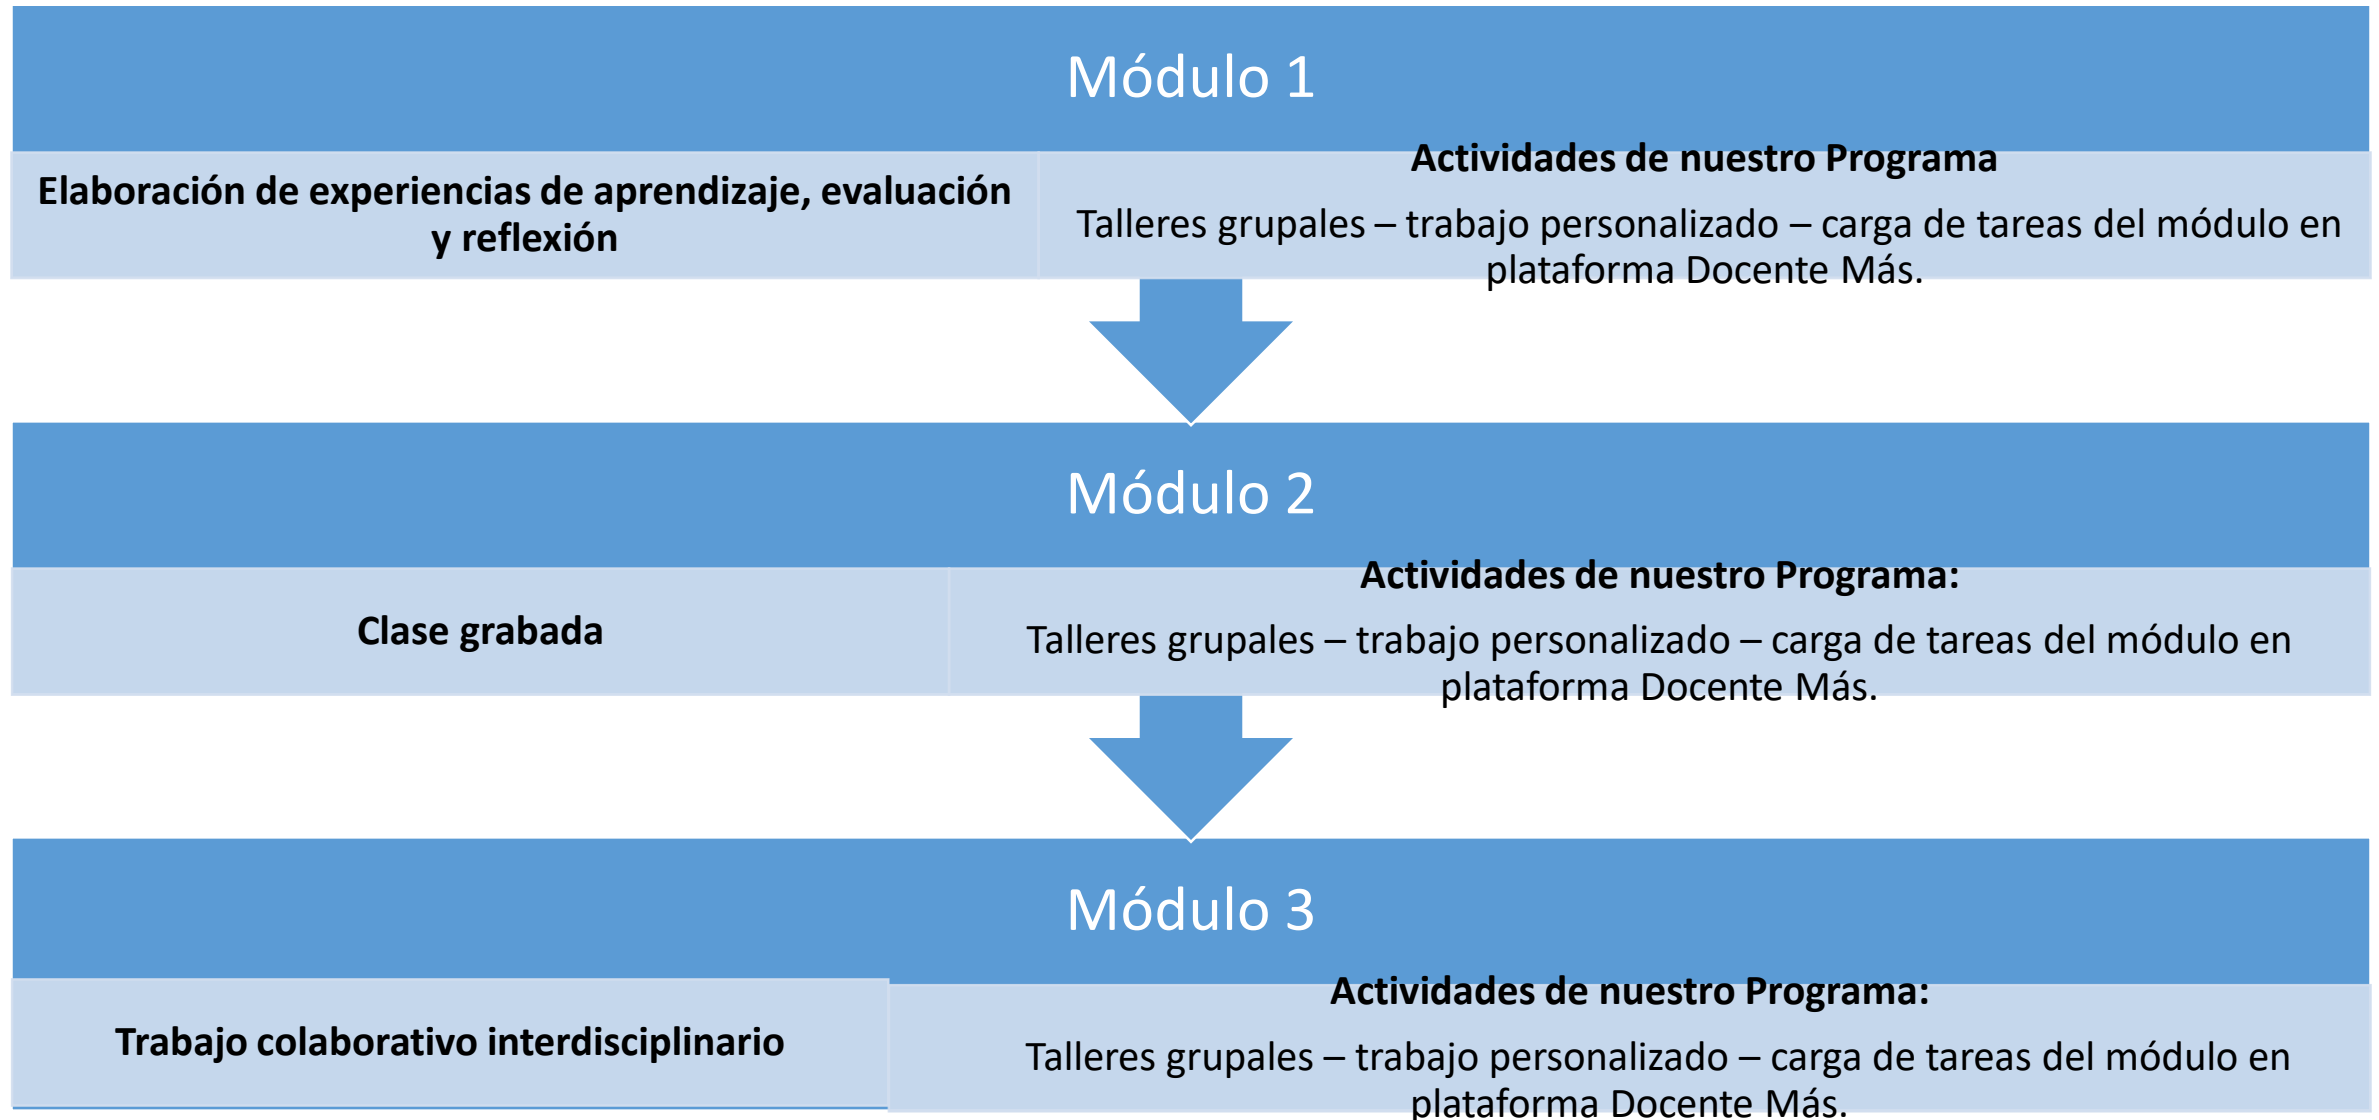 Módulo 1
Elaboración de experiencias de aprendizaje, evaluación
y reflexión
Actividades de nuestro Programa
Talleres grupales – trabajo personalizado – carga de tareas del módulo en
plataforma Docente Más.
Módulo 2
Clase grabada
Actividades de nuestro Programa:
Talleres grupales – trabajo personalizado – carga de tareas del módulo en
plataforma Docente Más.
Módulo 3
Trabajo colaborativo interdisciplinario
Actividades de nuestro Programa:
Talleres grupales – trabajo personalizado – carga de tareas del módulo en
plataforma Docente Más.